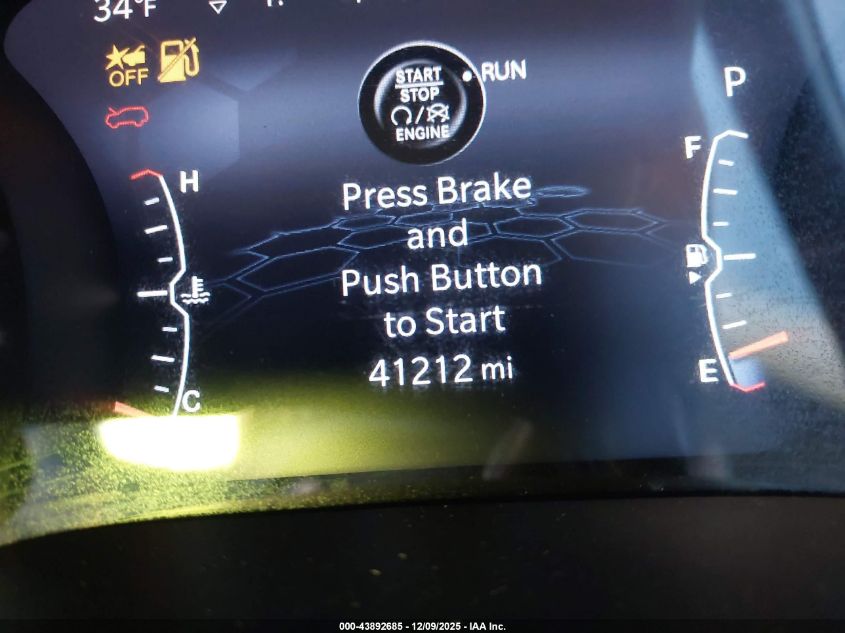 34°F
OFF
START
STOP
ENGINE
RUN
P
H
F
Press Brake
and
Push Button
to Start
41212 mi
E
C
000-43892685 - 12/09/2025 - IAA Inc.